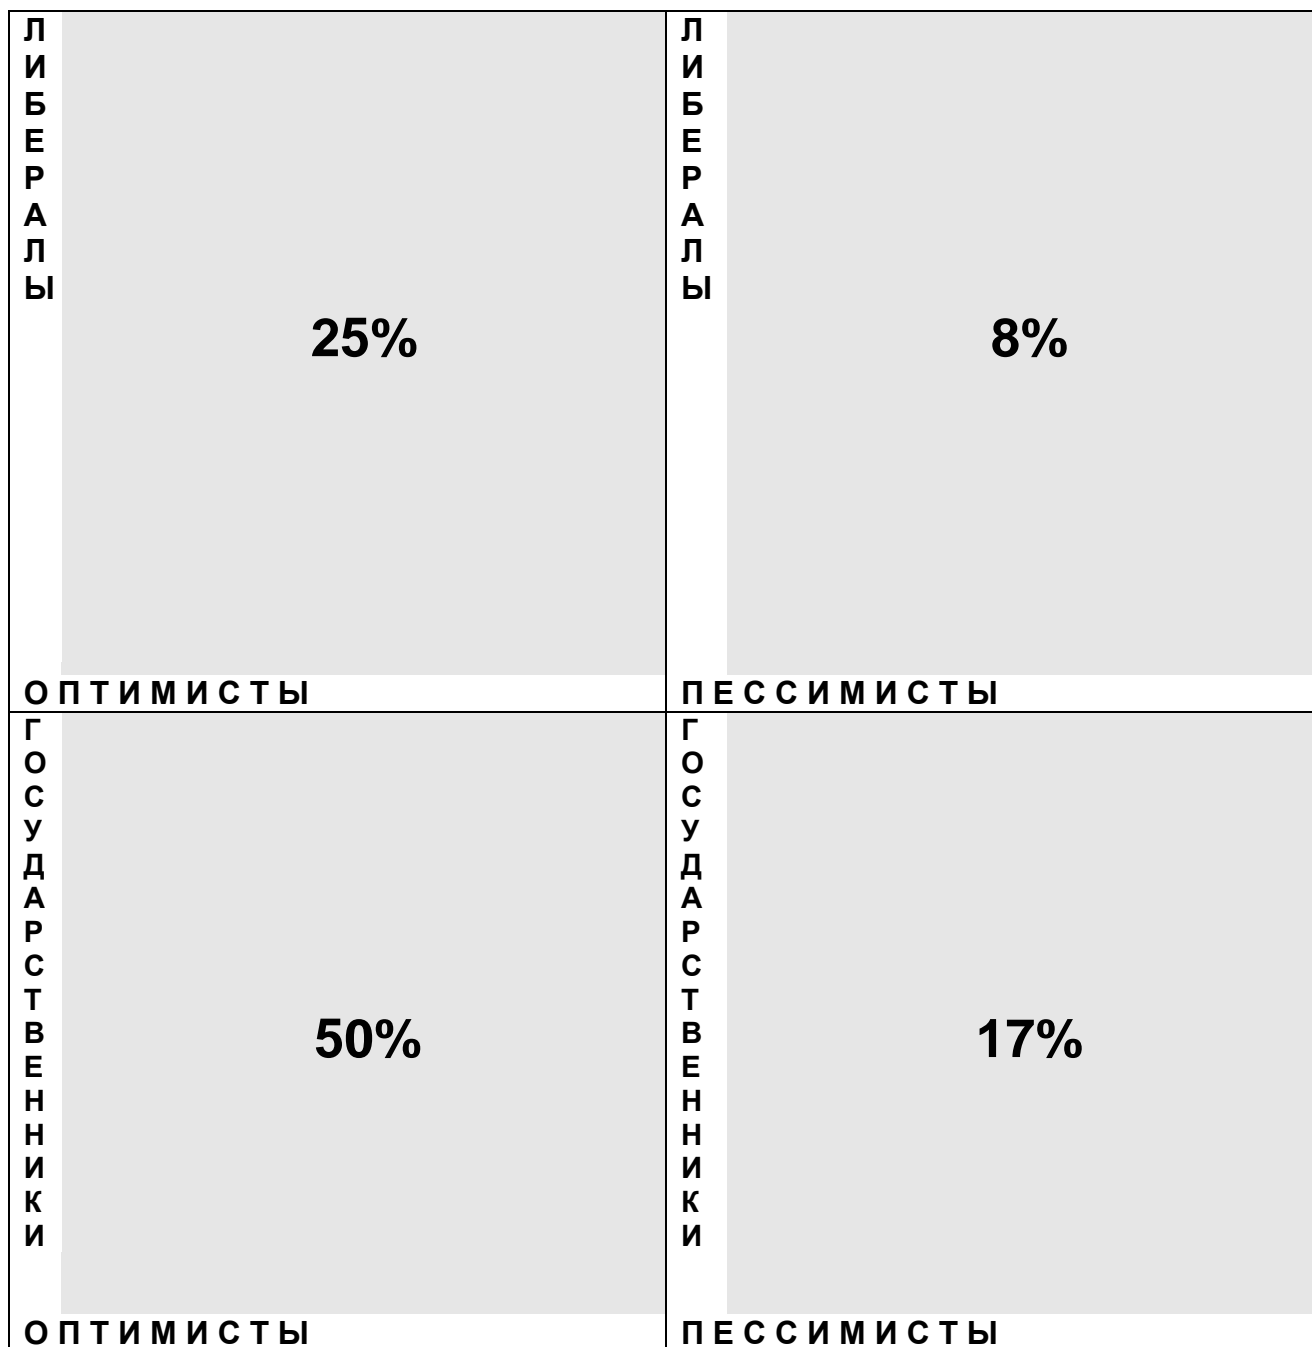 ЛИБЕРАЛЫ
25%
ОПТИМИСТЫ
ЛИБЕРАЛЫ
8%
ПЕССИМИСТЫ
ГОСУДАРСТВЕННИКИ
50%
ОПТИМИСТЫ
ГОСУДАРСТВЕННИКИ
17%
ПЕССИМИСТЫ